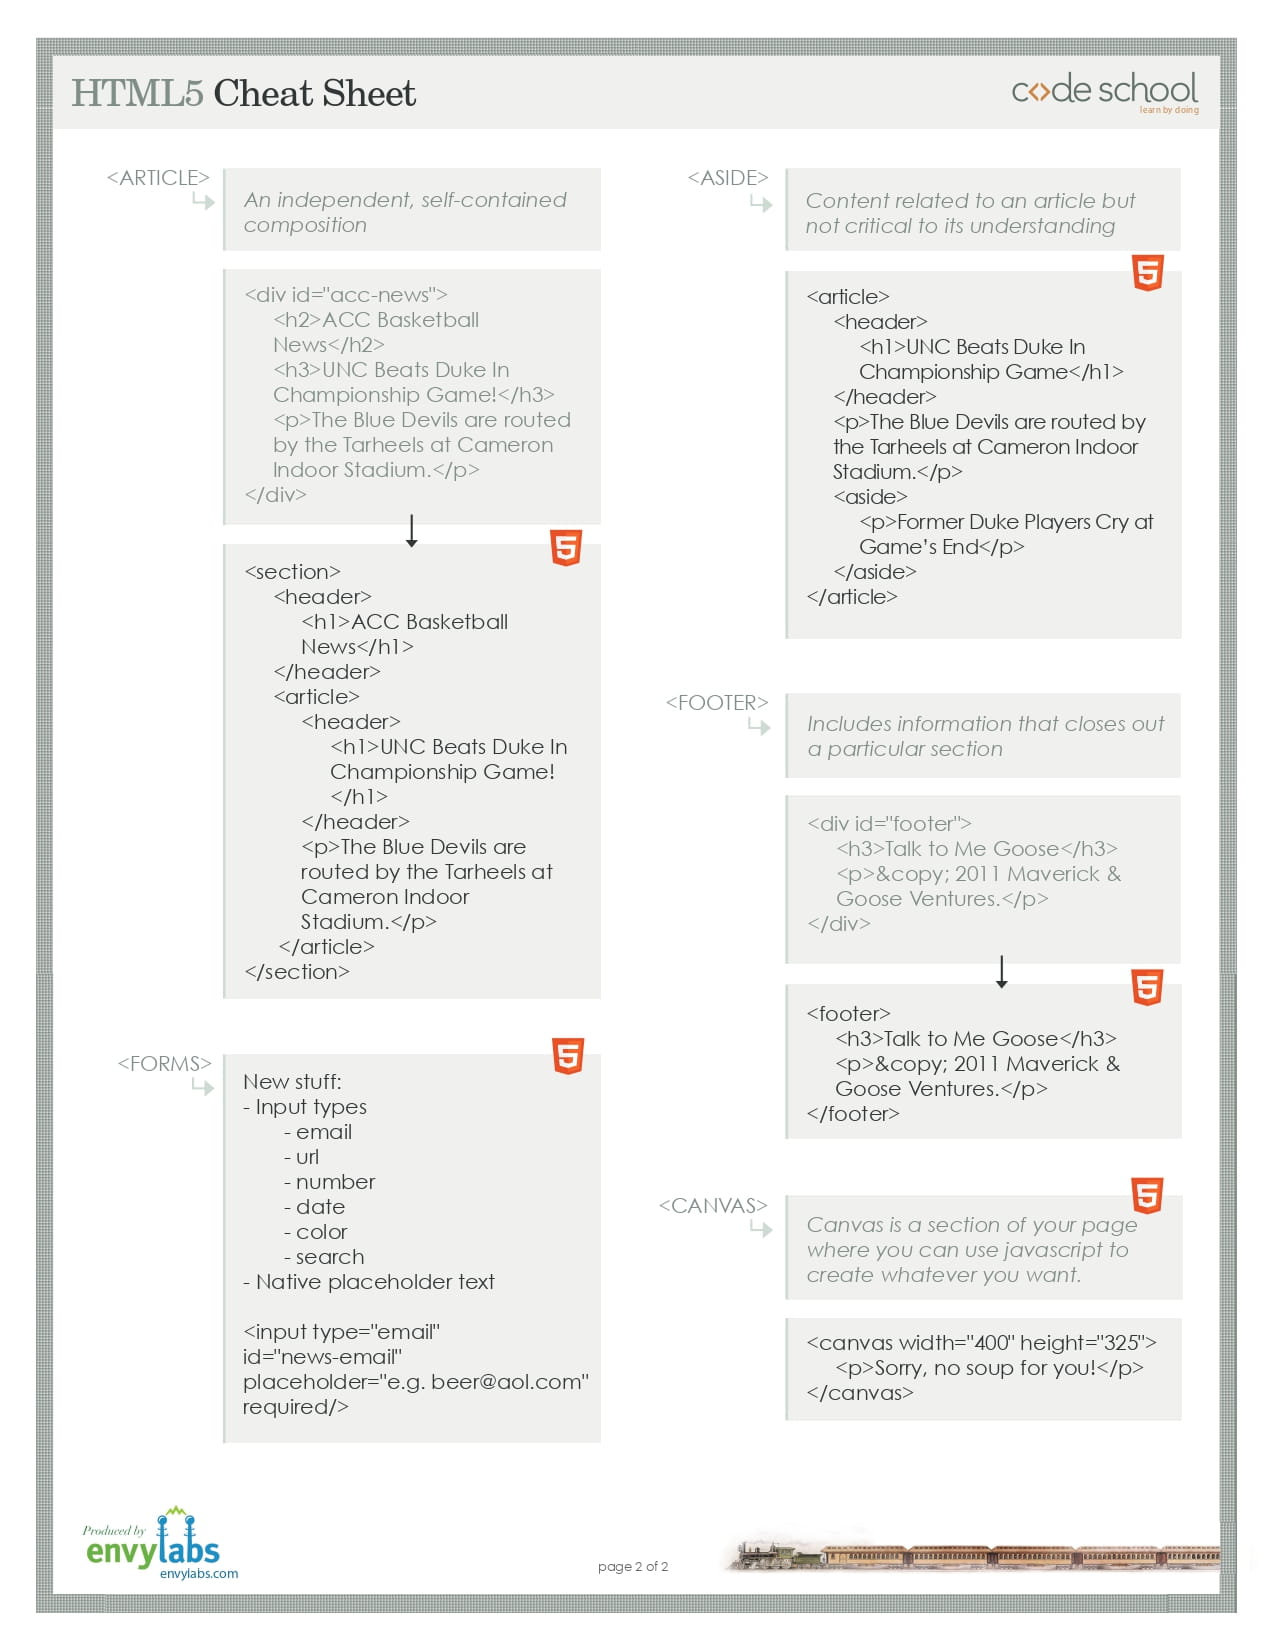 HTML5 Cheat Sheet
c<>de school
learn by doing
<ARTICLE>
An independent, self-contained
composition
<div id="acc-news">
<h2>ACC Basketball
News</h2>
<h3>UNC Beats Duke In
Championship Game!</h3>
<p>The Blue Devils are routed
by the Tarheels at Cameron
Indoor Stadium.</p>
</div>
5
<section>
<header>
<h1>ACC Basketball
News</h1>
</header>
<article>
<header>
<h1>UNC Beats Duke In
Championship Game!
</h1>
</header>
<p>The Blue Devils are
routed by the Tarheels at
Cameron Indoor
Stadium.</p>
</article>
</section>
<FORMS>
5
New stuff:
- Input types
- email
- url
- number
- date
- color
- search
- Native placeholder text
<input type="email"
id="news-email"
placeholder="e.g. beer@aol.com"
required/>
<ASIDE>
Content related to an article but
not critical to its understanding
5
<article>
<header>
<h1>UNC Beats Duke In
Championship Game</h1>
</header>
<p>The Blue Devils are routed by
the Tarheels at Cameron Indoor
Stadium.</p>
<aside>
<p>Former Duke Players Cry at
Game’s End</p>
</aside>
</article>
<FOOTER>
Includes information that closes out
a particular section
<div id="footer">
<h3>Talk to Me Goose</h3>
<p>&copy; 2011 Maverick &
Goose Ventures.</p>
</div>
5
<footer>
<h3>Talk to Me Goose</h3>
<p>&copy; 2011 Maverick &
Goose Ventures.</p>
</footer>
<CANVAS>
5
Canvas is a section of your page
where you can use javascript to
create whatever you want.
<canvas width="400" height="325">
<p>Sorry, no soup for you!</p>
</canvas>
Produced by
envylabs
envylabs.com
page 2 of 2